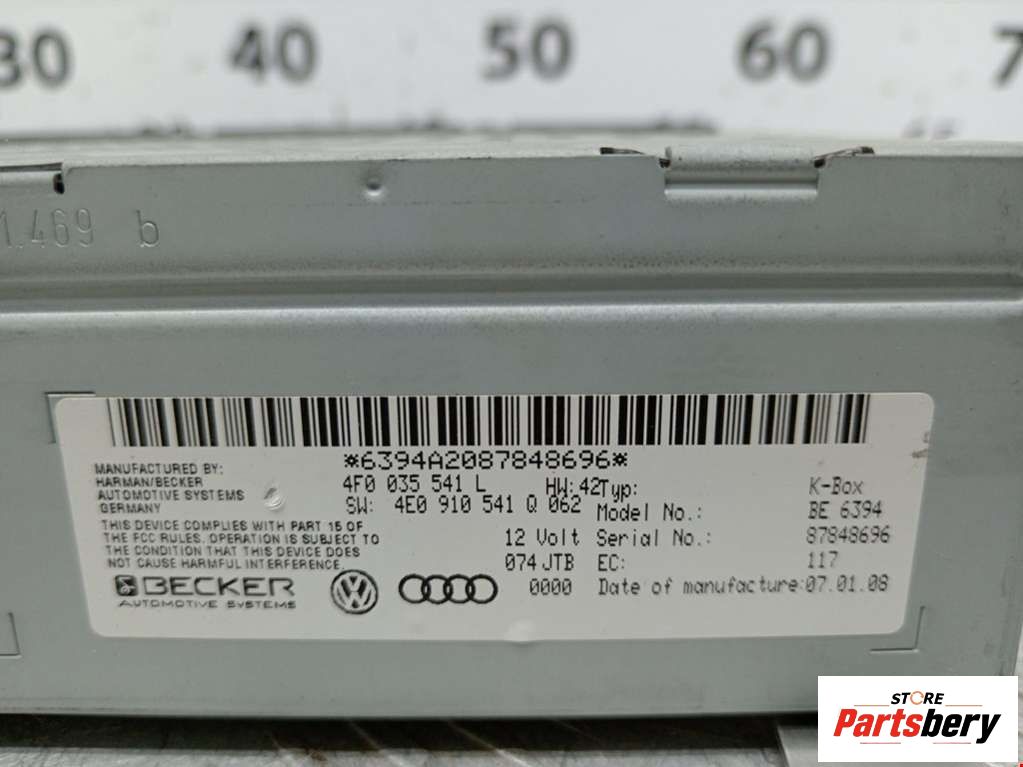 30 40 50 60 7
1.469 b
*6394A2087848696*
MANUFACTURED BY:
HARMAN/BECKER
AUTOMOTIVE SYSTEMS
GERMANY
THIS DEVICE COMPLIES WITH PART 15 OF
THE FCC RULES. OPERATION IS SUBJECT TO
THE CONDITION THAT THIS DEVICE DOES
NOT CAUSE HARMFUL INTERFERENCE.
BECKER
AUTOMOTIVE SYSTEMS
4F0 035 541 L HW:42
SW: 4E0 910 541 Q 062
12 Volt
074 JTB
0000
Typ: K-Box
Model No.: BE 6394
Serial No.: 87848696
EC: 117
Date of manufacture:07.01.08
STORE
Partsbery